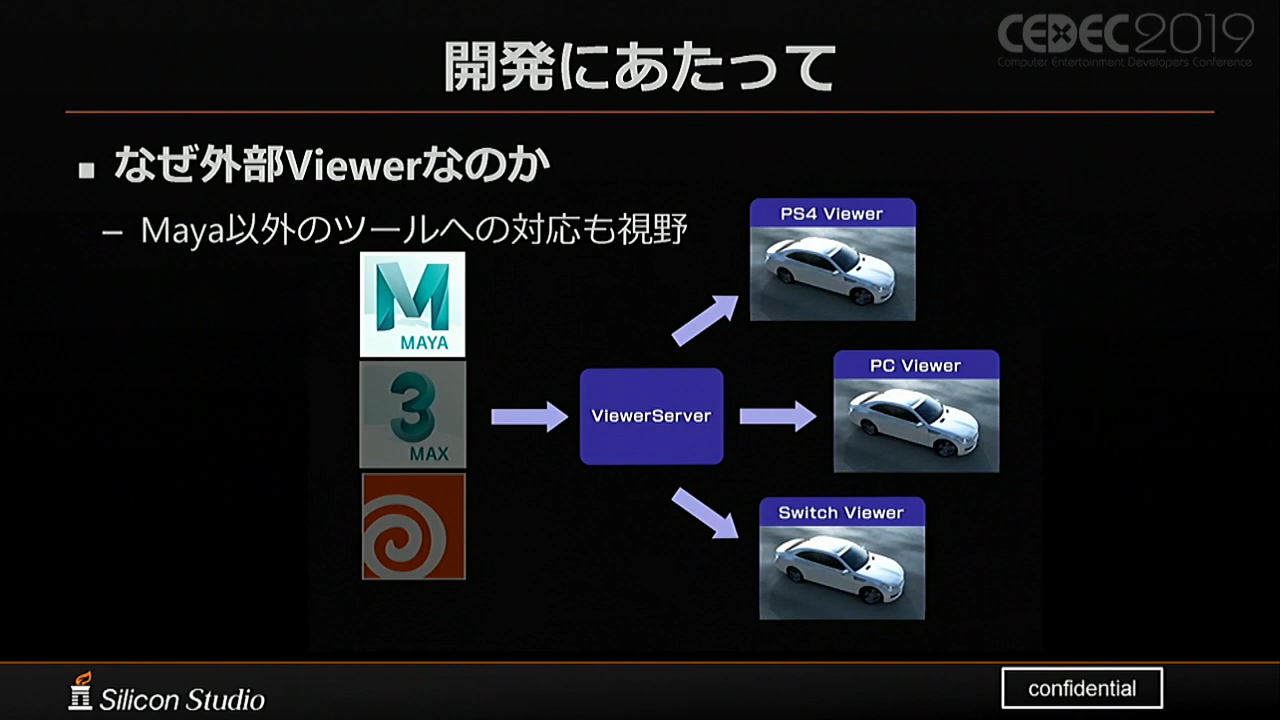 CEDEC2019
Computer Entertainment Developers Conference
開発にあたって
■ なぜ外部Viewerなのか
– Maya以外のツールへの対応も視野
MAYA
3
MAX
ViewerServer
PS4 Viewer
PC Viewer
Switch Viewer
Silicon Studio
confidential